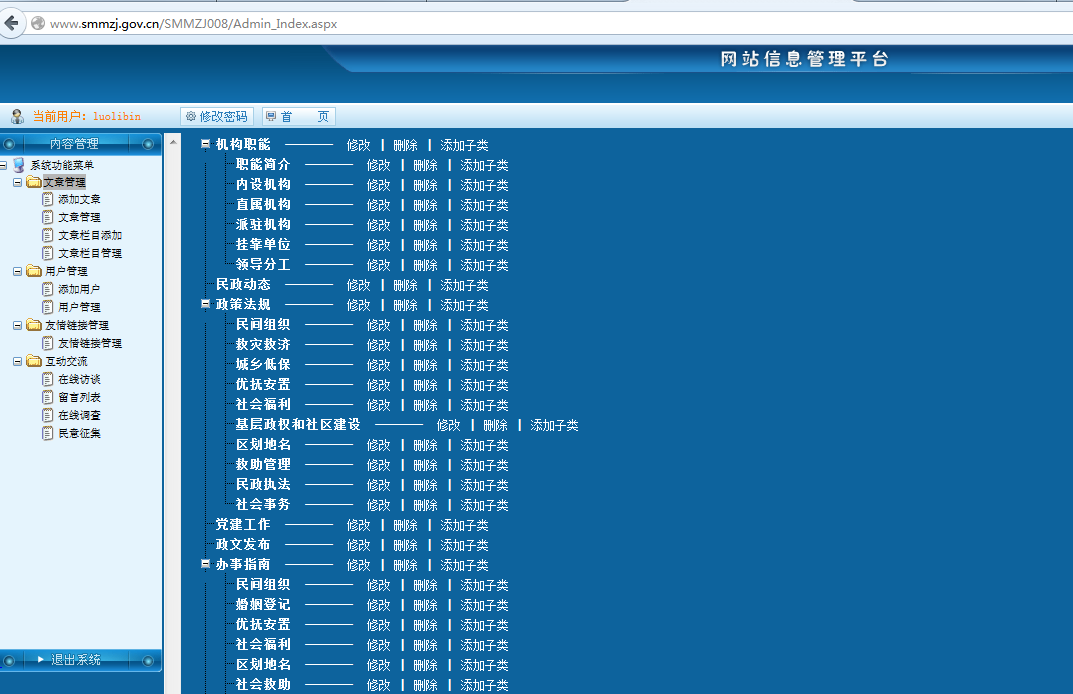 www.smmzj.gov.cn/SMMZJ008/Admin_Index.aspx
网站信息管理平台
当前用户：luolibin
修改密码
首 页
内容管理
系统功能菜单
文章管理
添加文章
文章管理
文章栏目添加
文章栏目管理
用户管理
添加用户
用户管理
友情链接管理
友情链接管理
互动交流
在线访谈
留言列表
在线调查
民意征集
退出系统
机构职能 ———— 修改 | 删除 | 添加子类
职能简介 ———— 修改 | 删除 | 添加子类
内设机构 ———— 修改 | 删除 | 添加子类
直属机构 ———— 修改 | 删除 | 添加子类
派驻机构 ———— 修改 | 删除 | 添加子类
挂靠单位 ———— 修改 | 删除 | 添加子类
领导分工 ———— 修改 | 删除 | 添加子类
民政动态 ———— 修改 | 删除 | 添加子类
政策法规 ———— 修改 | 删除 | 添加子类
民间组织 ———— 修改 | 删除 | 添加子类
救灾救济 ———— 修改 | 删除 | 添加子类
城乡低保 ———— 修改 | 删除 | 添加子类
优抚安置 ———— 修改 | 删除 | 添加子类
社会福利 ———— 修改 | 删除 | 添加子类
基层政权和社区建设 ———— 修改 | 删除 | 添加子类
区划地名 ———— 修改 | 删除 | 添加子类
救助管理 ———— 修改 | 删除 | 添加子类
民政执法 ———— 修改 | 删除 | 添加子类
社会事务 ———— 修改 | 删除 | 添加子类
党建工作 ———— 修改 | 删除 | 添加子类
政文发布 ———— 修改 | 删除 | 添加子类
办事指南 ———— 修改 | 删除 | 添加子类
民间组织 ———— 修改 | 删除 | 添加子类
婚姻登记 ———— 修改 | 删除 | 添加子类
优抚安置 ———— 修改 | 删除 | 添加子类
社会福利 ———— 修改 | 删除 | 添加子类
区划地名 ———— 修改 | 删除 | 添加子类
社会救助 ———— 修改 | 删除 | 添加子类